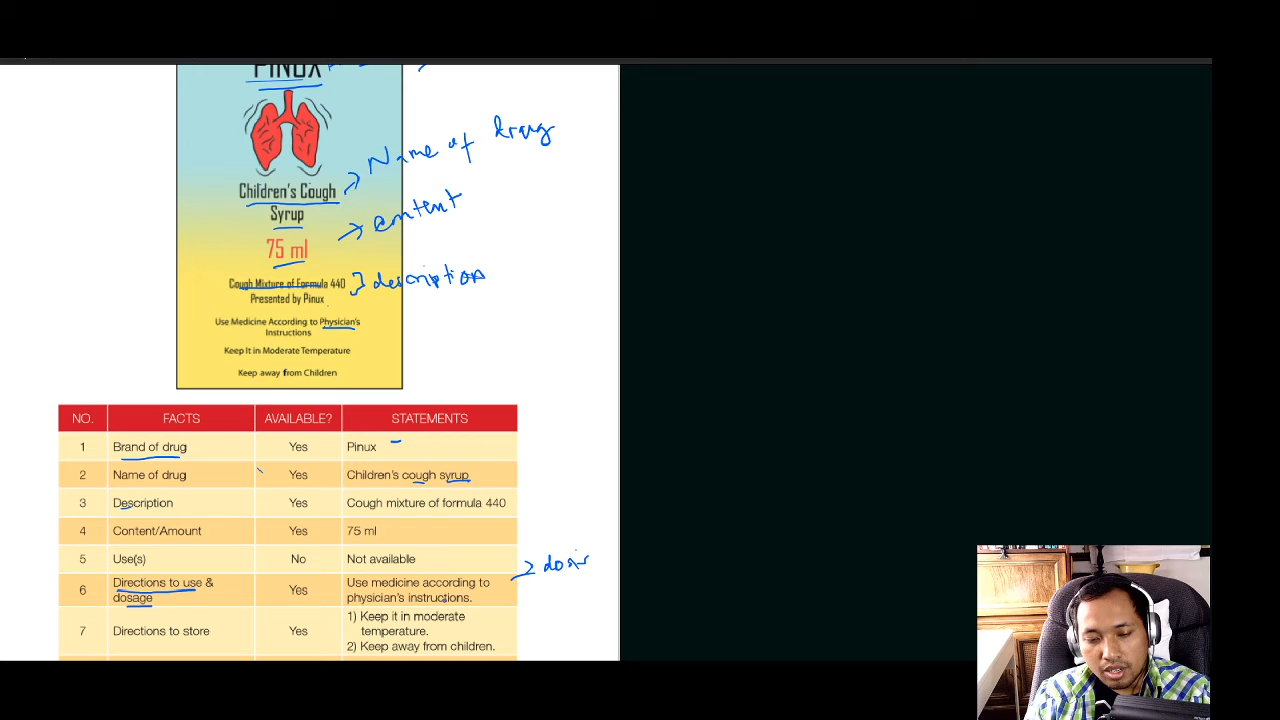 PINUX
Name of drug
Children's Cough
Syrup
content
75 ml
Cough Mixture of Formula 440
description
Presented by Pinux
Use Medicine According to Physician's
Instructions
Keep It in Moderate Temperature
Keep away from Children
NO. FACTS AVAILABLE? STATEMENTS
1 Brand of drug Yes Pinux
2 Name of drug Yes Children's cough syrup
3 Description Yes Cough mixture of formula 440
4 Content/Amount Yes 75 ml
5 Use(s) No Not available
6 Directions to use & dosage Yes Use medicine according to
physician's instructions.
7 Directions to store Yes 1) Keep it in moderate
temperature.
2) Keep away from children.